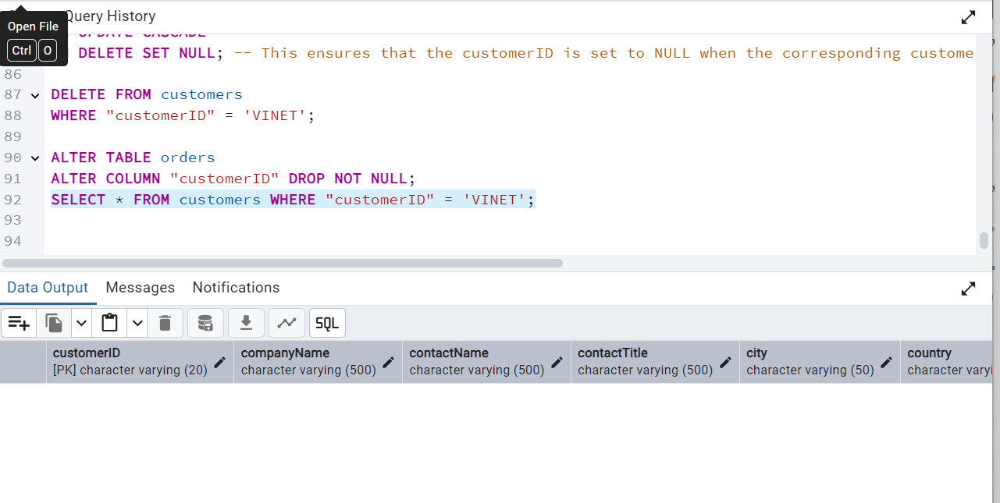 Query History
Open File
Ctrl O
UPDATE CASCADE
DELETE SET NULL; -- This ensures that the customerID is set to NULL when the corresponding custome
86
87 DELETE FROM customers
88 WHERE "customerID" = 'VINET';
89
90 ALTER TABLE orders
91 ALTER COLUMN "customerID" DROP NOT NULL;
92 SELECT * FROM customers WHERE "customerID" = 'VINET';
93
94
Data Output Messages Notifications
SQL
customerID companyName contactName contactTitle city country
[PK] character varying (20) character varying (500) character varying (500) character varying (500) character varying (50) character varyi